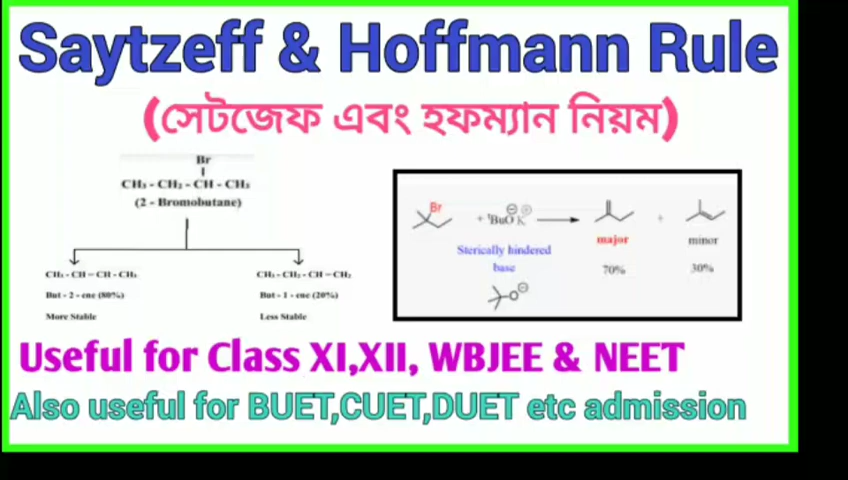 Saytzeff & Hoffmann Rule
(সেটজেফ এবং হফম্যান নিয়ম)
Br
CH₃ - CH₂ - CH - CH₃
(2 - Bromobutane)
CH₃ - CH = CH - CH₃
But - 2 - ene (80%)
More Stable
CH₃ - CH₂ - CH = CH₂
But - 1 - ene (20%)
Less Stable
Br
+ ᵗBuO⊖ K⊕
+
Sterically hindered
base
O⊖
major
70%
minor
30%
Useful for Class XI,XII, WBJEE & NEET
Also useful for BUET,CUET,DUET etc admission